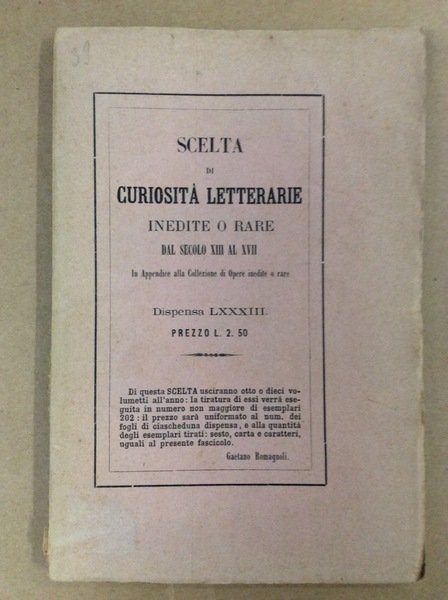 39
SCELTA
DI
CURIOSITÀ LETTERARIE
INEDITE O RARE
DAL SECOLO XIII AL XVII
In Appendice alla Collezione di Opere inedite o rare
Dispensa LXXXIII.
PREZZO L. 2. 50
Di questa SCELTA usciranno otto o dieci vo-
lumetti all'anno: la tiratura di essi verrà ese-
guita in numero non maggiore di esemplari
202: il prezzo sarà uniformato al num. dei
fogli di ciascheduna dispensa, e alla quantità
degli esemplari tirati: sesto, carta e caratteri,
uguali al presente fascicolo.
Gaetano Romagnoli.